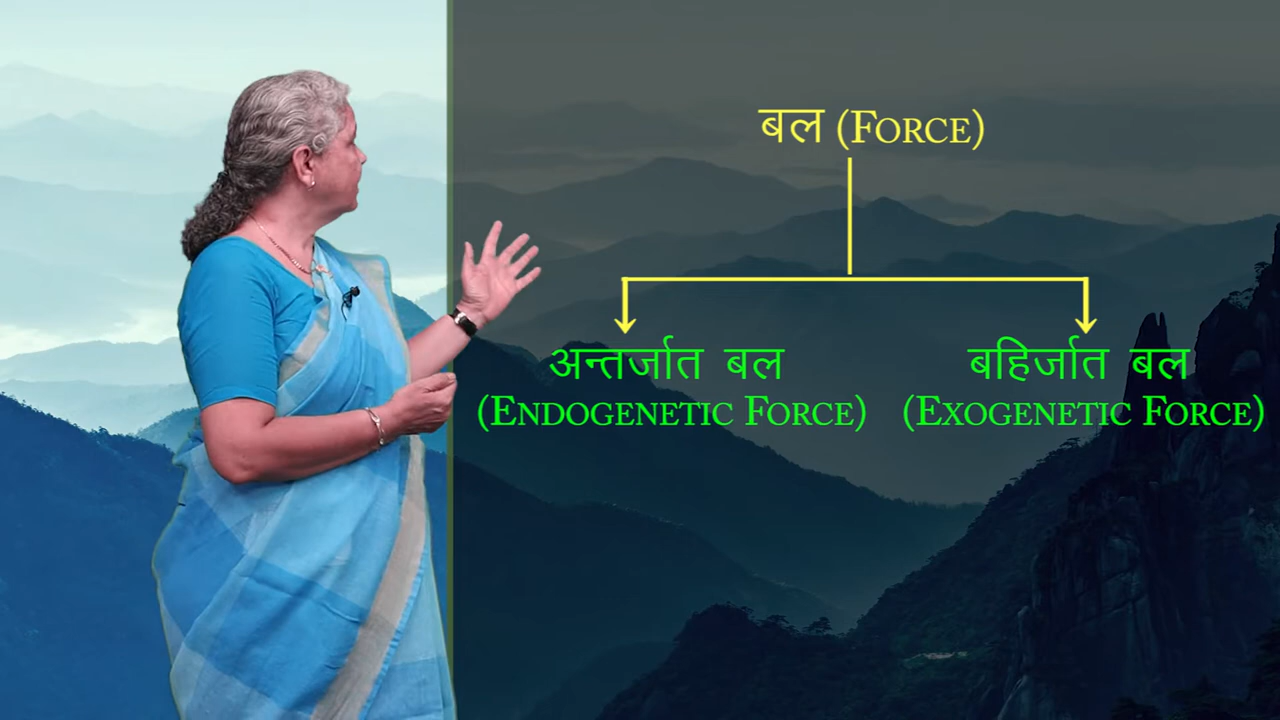 बल (FORCE)
अन्तर्जात बल
(ENDOGENETIC FORCE)
बहिर्जात बल
(EXOGENETIC FORCE)